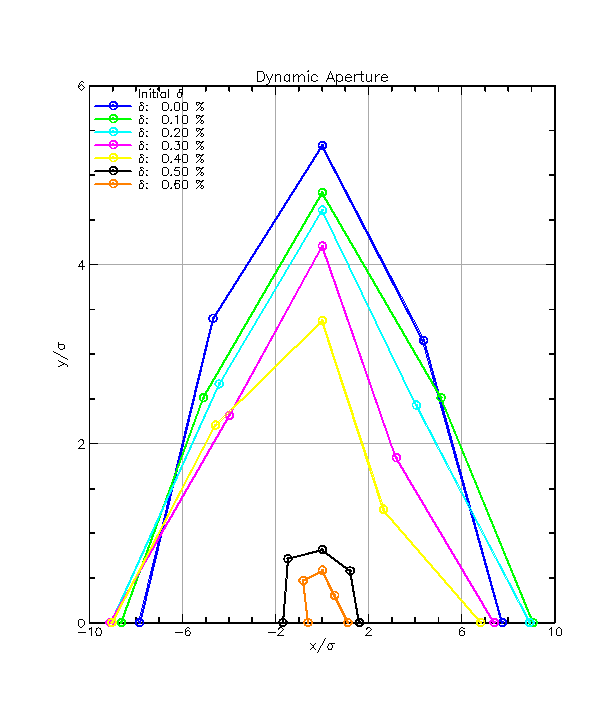 Dynamic Aperture
6
Initial δ
δ: 0.00 %
δ: 0.10 %
δ: 0.20 %
δ: 0.30 %
δ: 0.40 %
δ: 0.50 %
δ: 0.60 %
4
y/σ
2
0
-10 -6 -2 2 6 10
x/σ